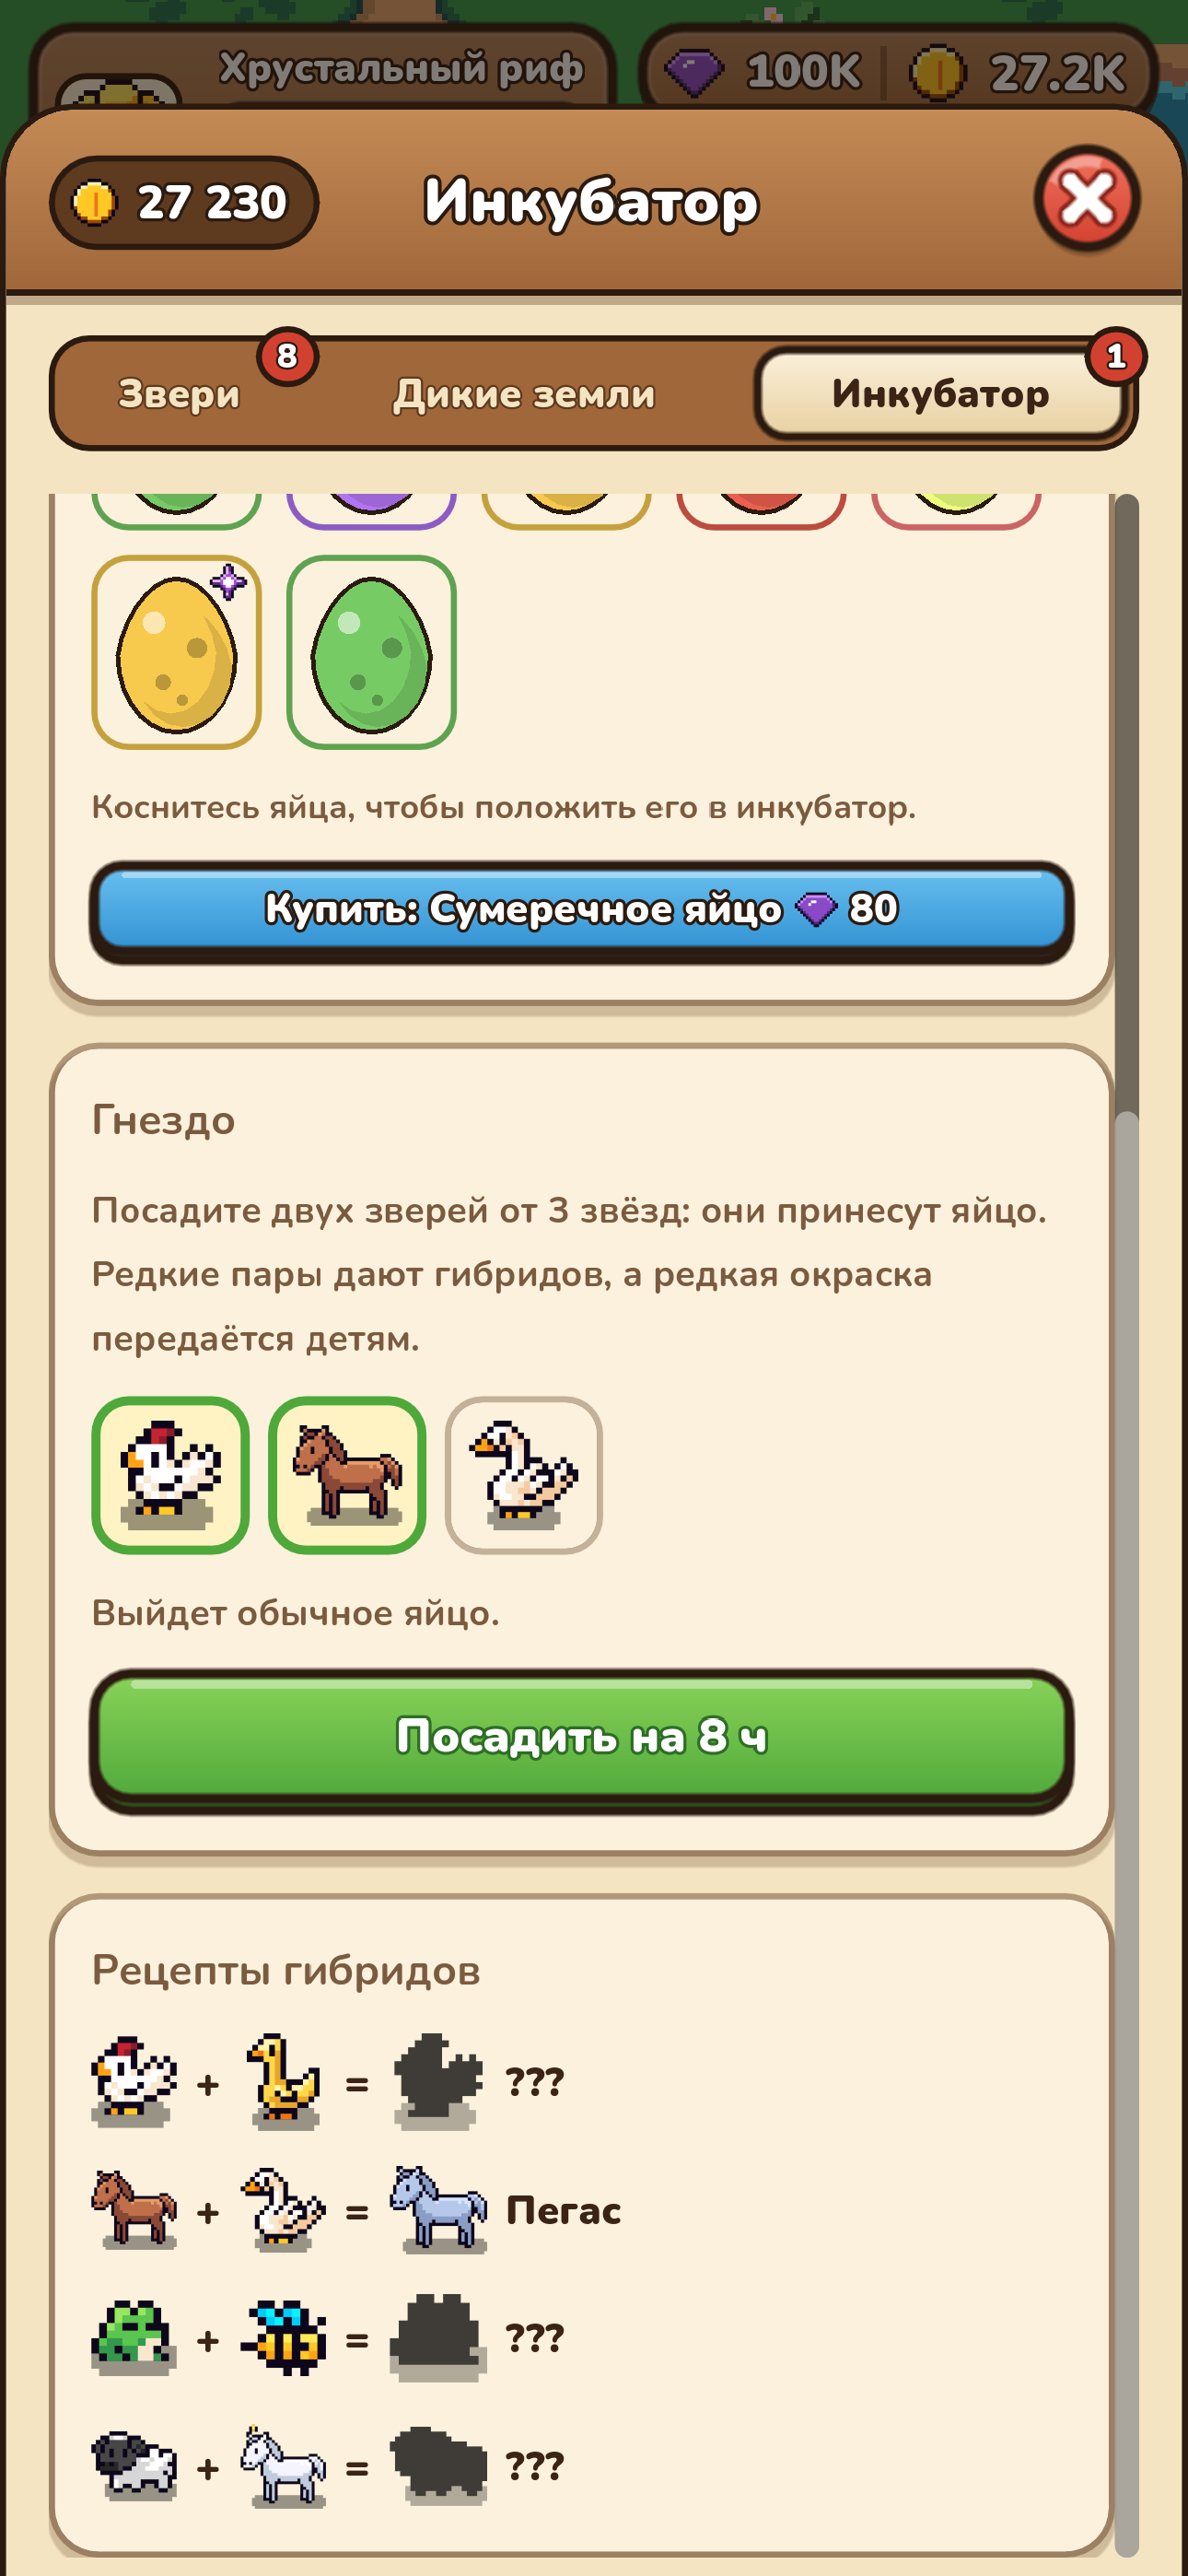 Хрустальный риф
100K
27.2K
27 230
Инкубатор
Звери
8
Дикие земли
Инкубатор
1
Коснитесь яйца, чтобы положить его в инкубатор.
Купить: Сумеречное яйцо 80
Гнездо
Посадите двух зверей от 3 звёзд: они принесут яйцо.
Редкие пары дают гибридов, а редкая окраска
передаётся детям.
Выйдет обычное яйцо.
Посадить на 8 ч
Рецепты гибридов
+ = ???
+ = Пегас
+ = ???
+ = ???